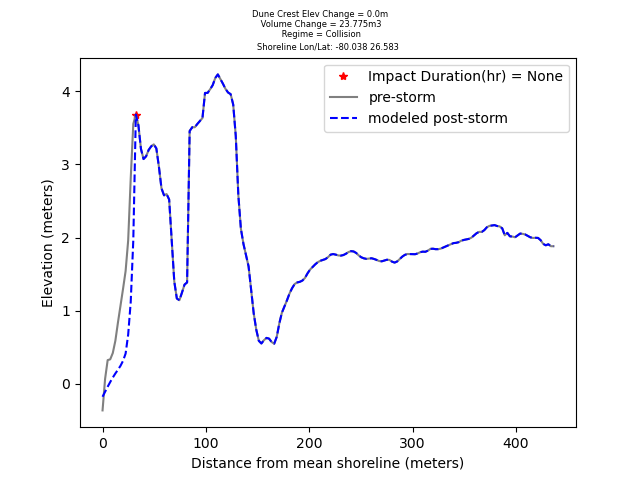 Dune Crest Elev Change = 0.0m
Volume Change = 23.775m3
Regime = Collision
Shoreline Lon/Lat: -80.038 26.583
Impact Duration(hr) = None
pre-storm
modeled post-storm
Elevation (meters)
4
3
2
1
0
0 100 200 300 400
Distance from mean shoreline (meters)